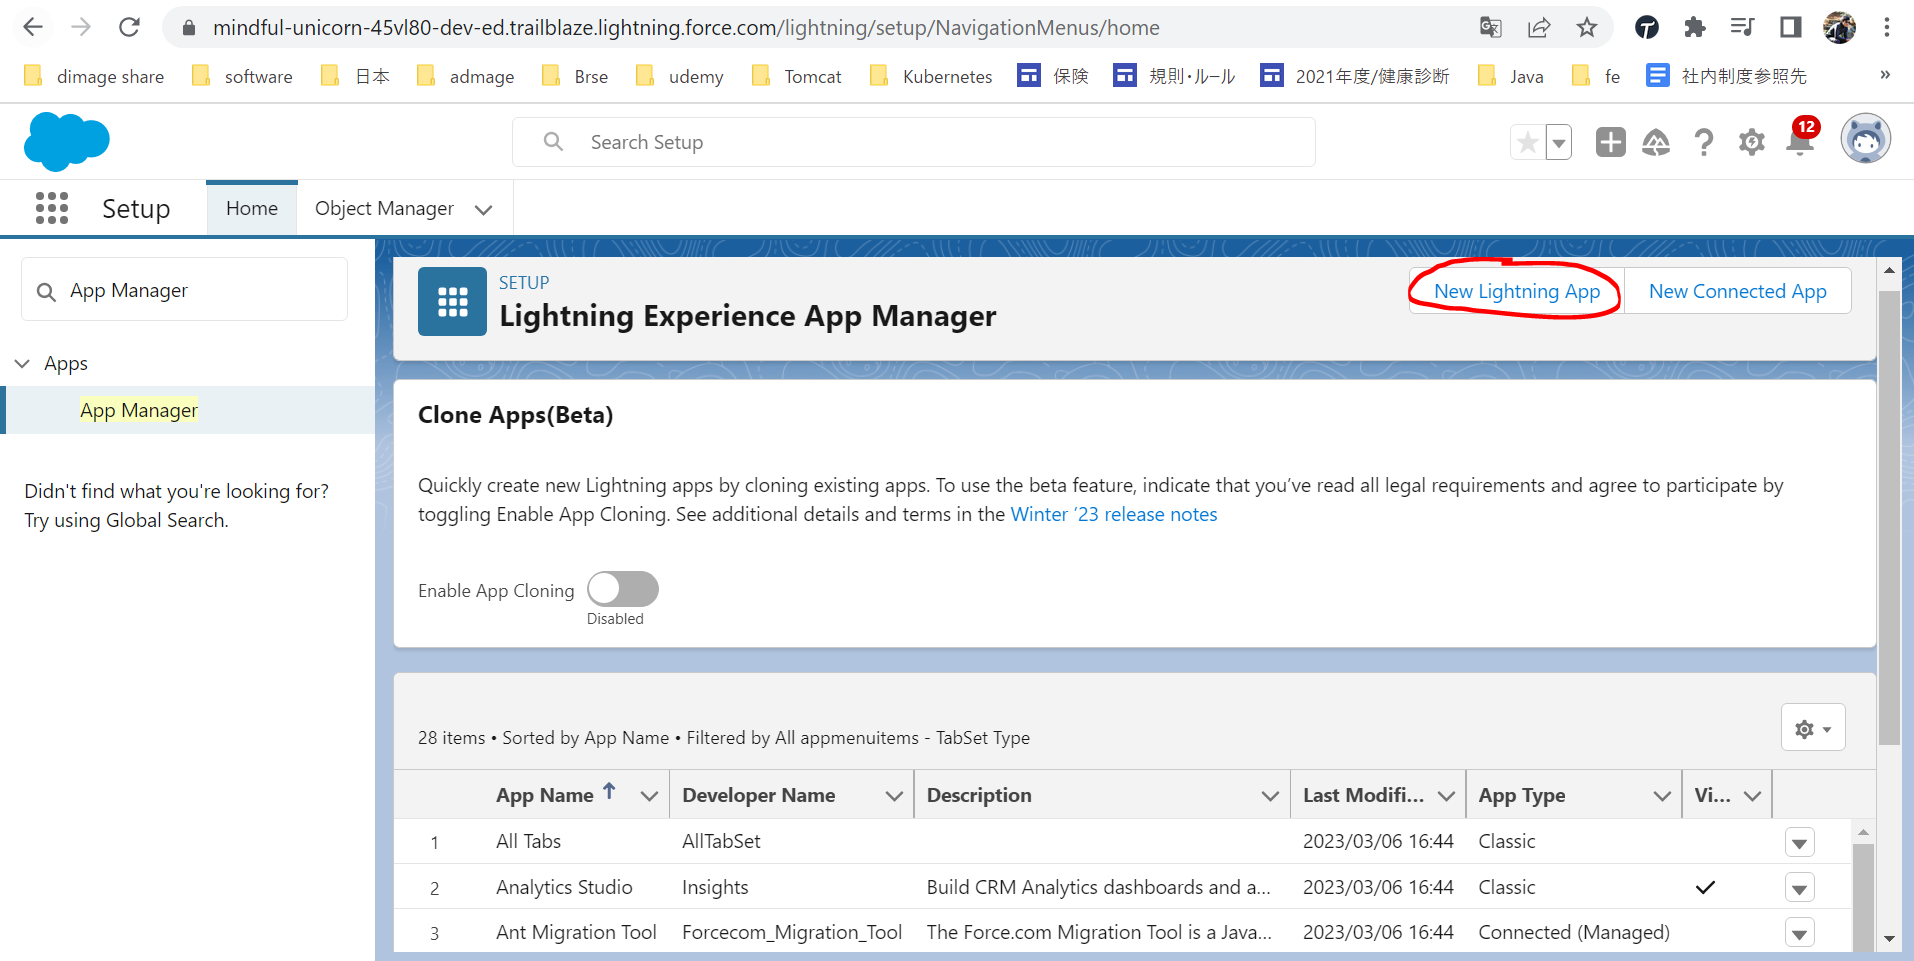 mindful-unicorn-45vl80-dev-ed.trailblaze.lightning.force.com/lightning/setup/NavigationMenus/home
dimage share software 日本 admage Brse udemy Tomcat Kubernetes 保険 規則・ルール 2021年度/健康診断 Java fe 社内制度参照先 »
Search Setup
12
Setup Home Object Manager
App Manager
SETUP
Lightning Experience App Manager
New Lightning App New Connected App
Apps
App Manager
Didn't find what you're looking for?
Try using Global Search.
Clone Apps(Beta)
Quickly create new Lightning apps by cloning existing apps. To use the beta feature, indicate that you’ve read all legal requirements and agree to participate by
toggling Enable App Cloning. See additional details and terms in the Winter ’23 release notes
Enable App Cloning
Disabled
28 items • Sorted by App Name • Filtered by All appmenuitems - TabSet Type
App Name Developer Name Description Last Modifi... App Type Vi...
1 All Tabs AllTabSet 2023/03/06 16:44 Classic
2 Analytics Studio Insights Build CRM Analytics dashboards and a... 2023/03/06 16:44 Classic
3 Ant Migration Tool Forcecom_Migration_Tool The Force.com Migration Tool is a Java... 2023/03/06 16:44 Connected (Managed)